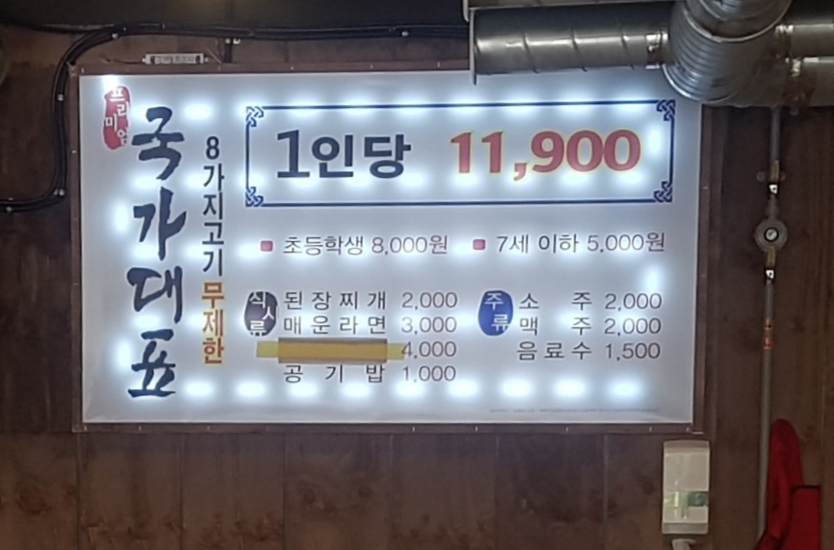 프리미엄
국가대표
8가지고기 무제한
1인당 11,900
초등학생 8,000원
7세 이하 5,000원
식사류
된장찌개 2,000
매운라면 3,000
4,000
공기밥 1,000
주류
소주 2,000
맥주 2,000
음료수 1,500